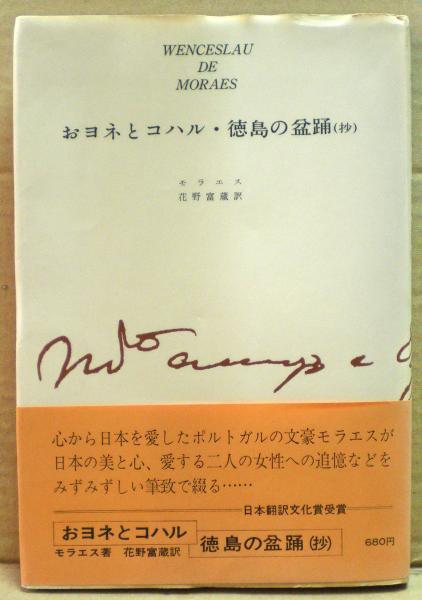 WENCESLAU
DE
MORAES
おヨネとコハル・徳島の盆踊(抄)
モラエス
花野富蔵訳
心から日本を愛したポルトガルの文豪モラエスが
日本の美と心、愛する二人の女性への追憶などを
みずみずしい筆致で綴る……
日本翻訳文化賞受賞
おヨネとコハル
モラエス著 花野富蔵訳
徳島の盆踊(抄)
680円